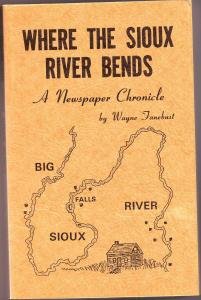 WHERE THE SIOUX
RIVER BENDS
A Newspaper Chronicle
by Wayne Fanebust
BIG
FALLS
RIVER
SIOUX